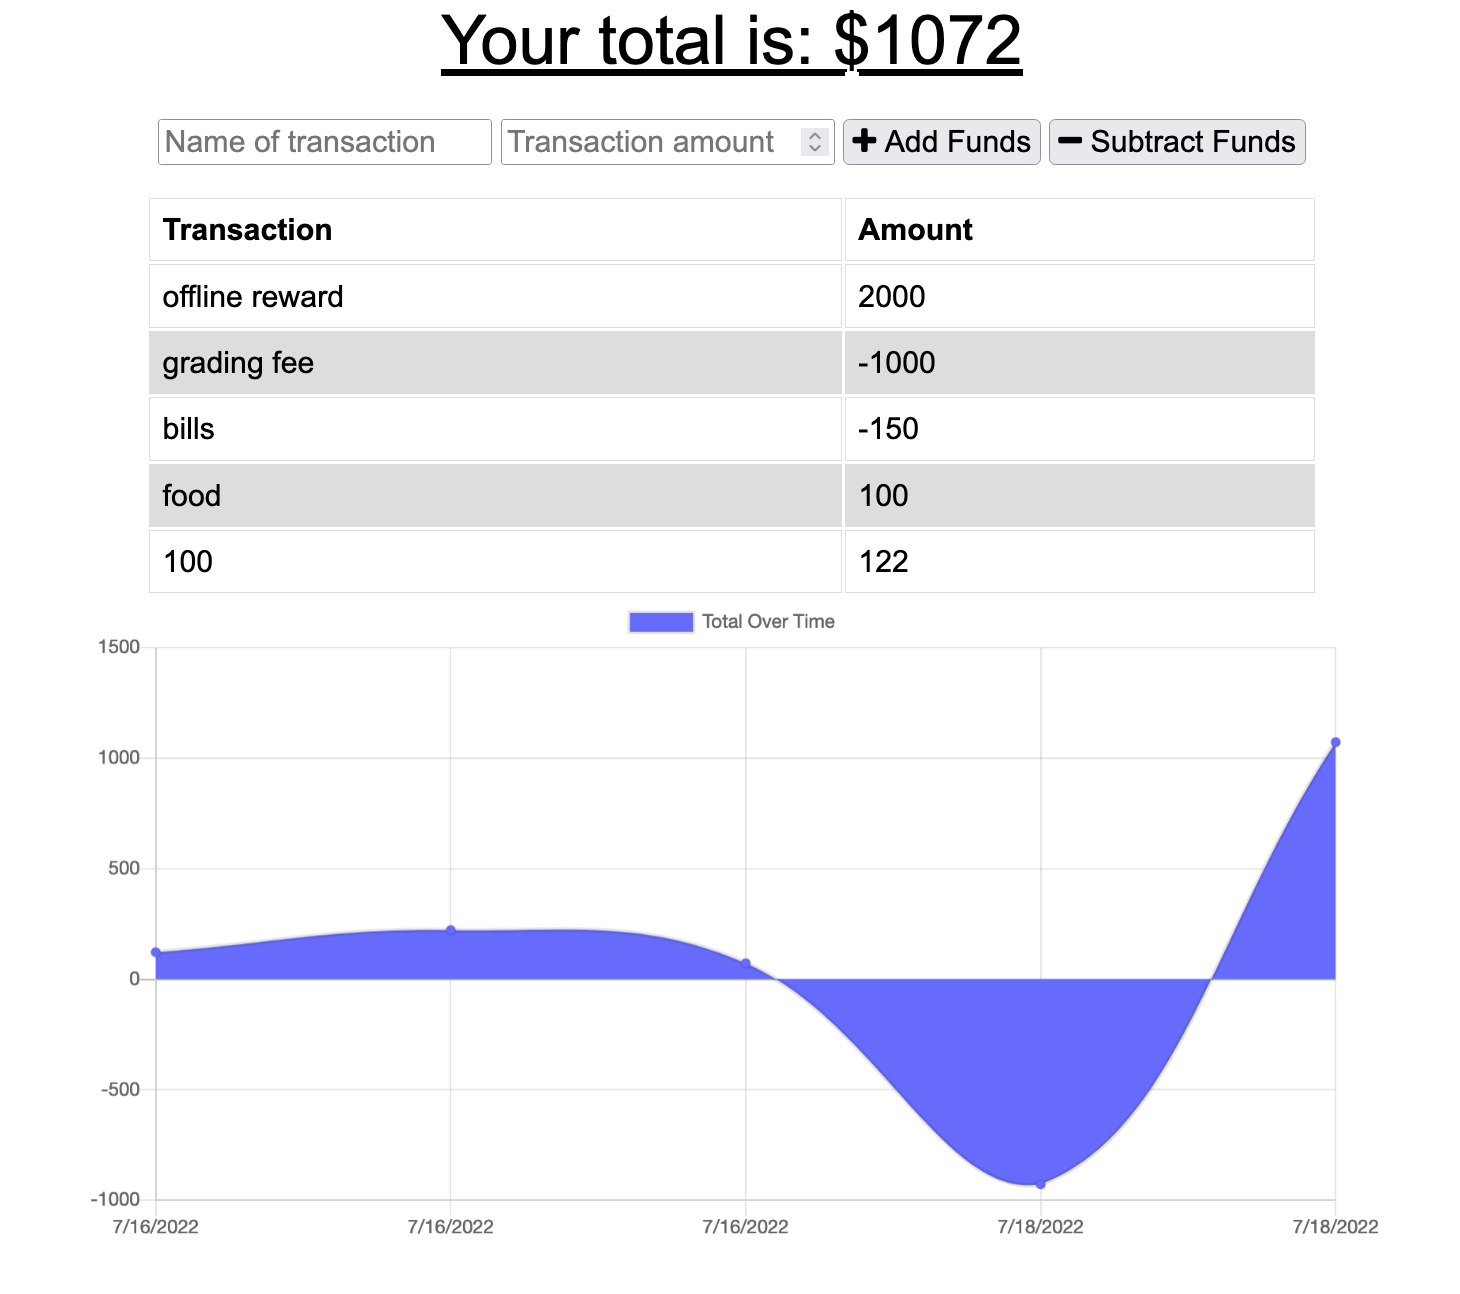 Your total is: $1072
Name of transaction Transaction amount Add Funds Subtract Funds
Transaction Amount
offline reward 2000
grading fee -1000
bills -150
food 100
100 122
Total Over Time
1500
1000
500
0
-500
-1000
7/16/2022 7/16/2022 7/16/2022 7/18/2022 7/18/2022